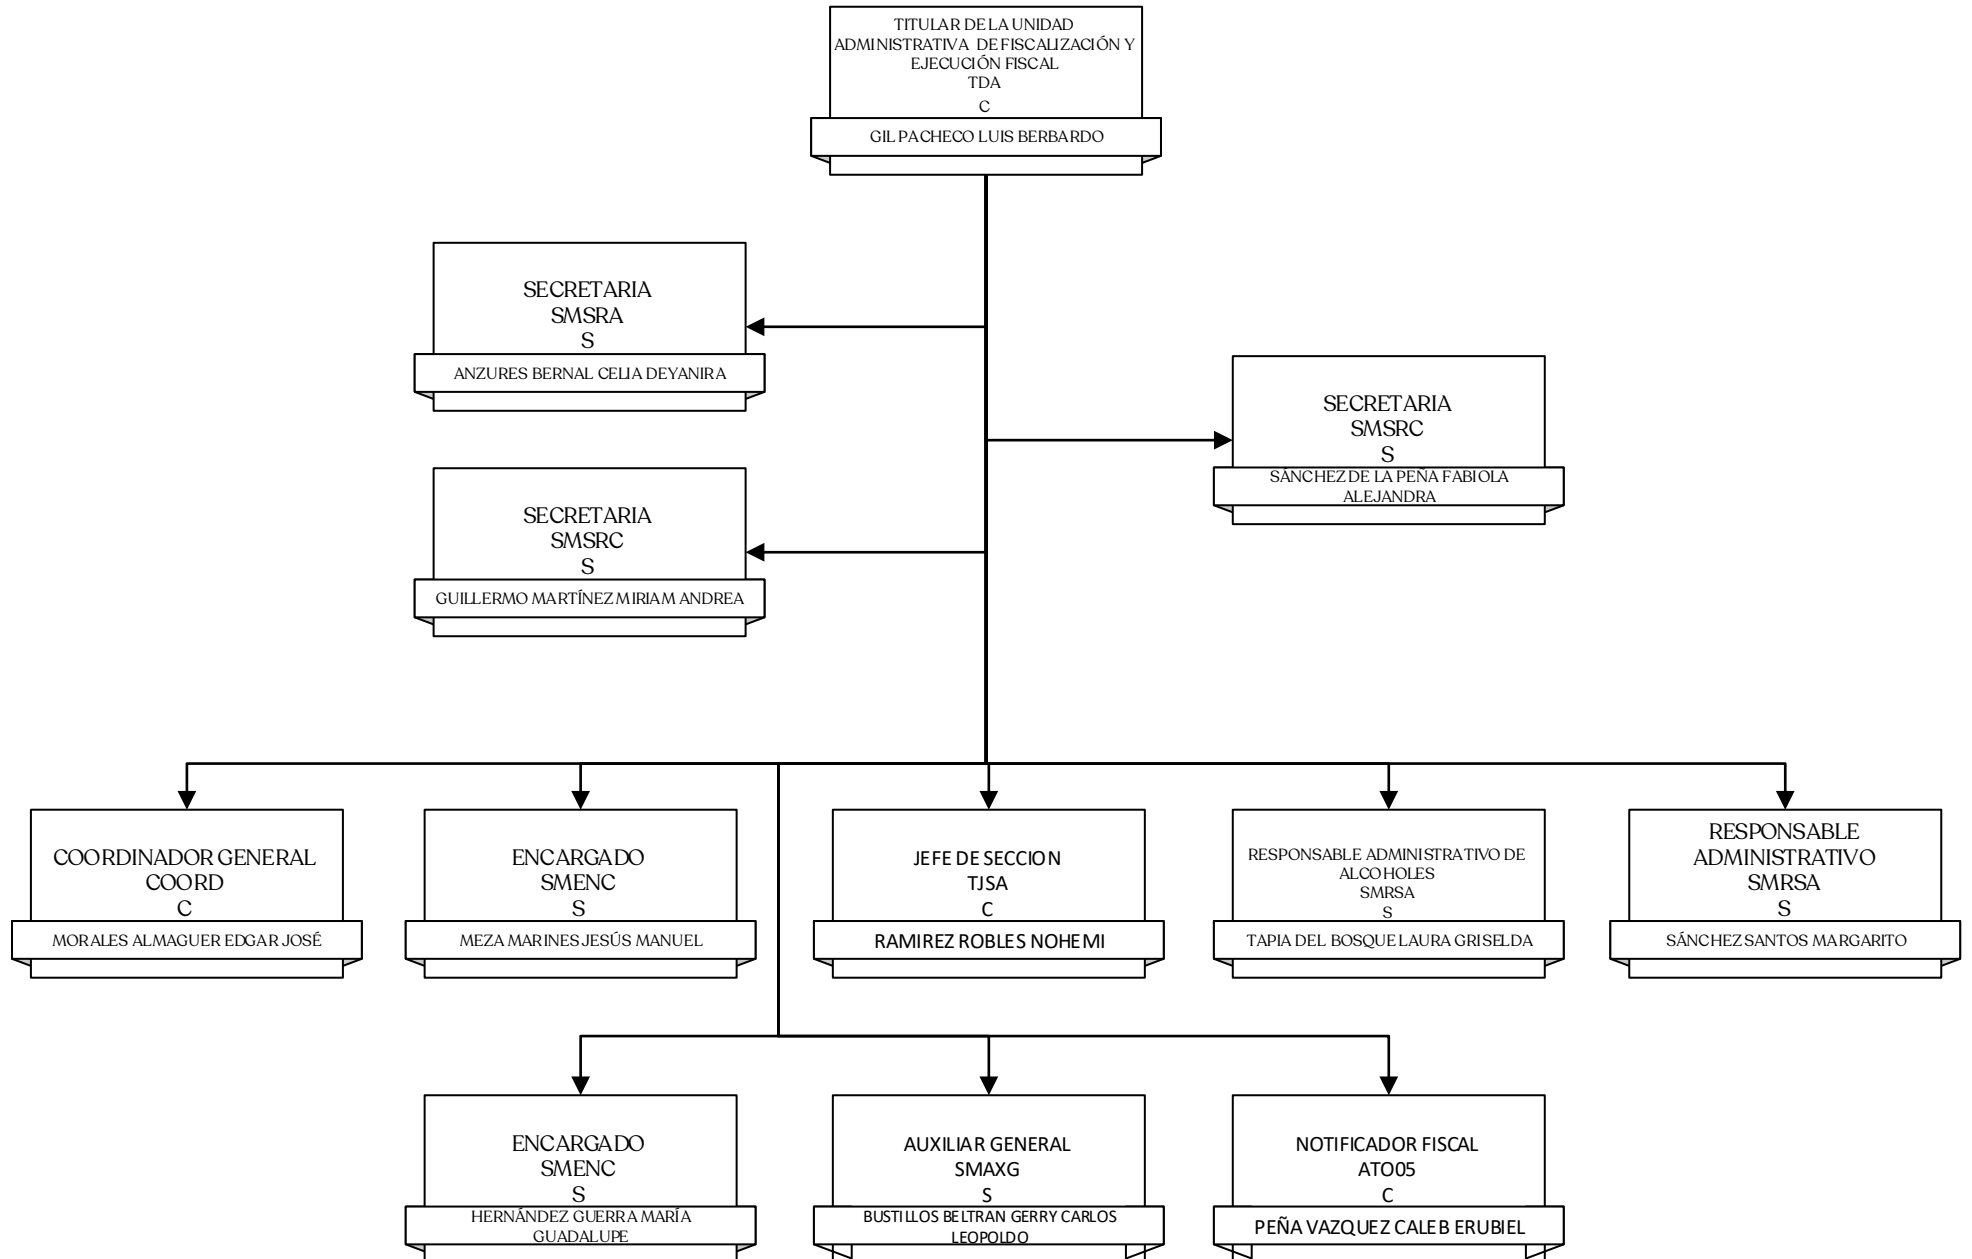 TITULAR DE LA UNIDAD
ADMINISTRATIVA DE FISCALIZACIÓN Y
EJECUCIÓN FISCAL
TDA
C
GIL PACHECO LUIS BERBARDO
SECRETARIA
SMSRA
S
ANZURES BERNAL CELIA DEYANIRA
SECRETARIA
SMSRC
S
SÁNCHEZ DE LA PEÑA FABIOLA
ALEJANDRA
SECRETARIA
SMSRC
S
GUILLERMO MARTÍNEZ MIRIAM ANDREA
COORDINADOR GENERAL
COORD
C
MORALES ALMAGUER EDGAR JOSÉ
ENCARGADO
SMENC
S
MEZA MARINES JESÚS MANUEL
JEFE DE SECCION
TJSA
C
RAMIREZ ROBLES NOHEMI
RESPONSABLE ADMINISTRATIVO DE
ALCOHOLES
SMRSA
S
TAPIA DEL BOSQUE LAURA GRISELDA
RESPONSABLE
ADMINISTRATIVO
SMRSA
S
SÁNCHEZ SANTOS MARGARITO
ENCARGADO
SMENC
S
HERNÁNDEZ GUERRA MARÍA
GUADALUPE
AUXILIAR GENERAL
SMAXG
S
BUSTILLOS BELTRAN GERRY CARLOS
LEOPOLDO
NOTIFICADOR FISCAL
ATO05
C
PEÑA VAZQUEZ CALEB ERUBIEL